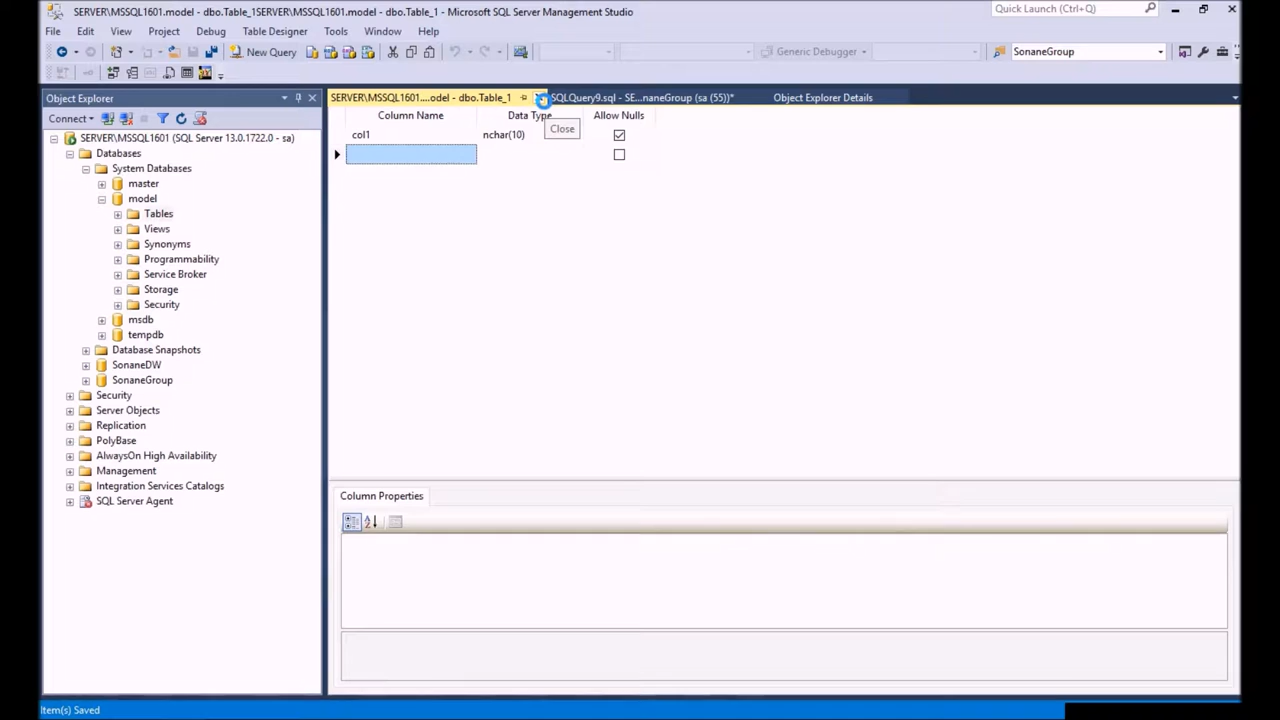 SERVER\MSSQL1601.model - dbo.Table_1SERVER\MSSQL1601.model - dbo.Table_1 - Microsoft SQL Server Management Studio
Quick Launch (Ctrl+Q)
File Edit View Project Debug Table Designer Tools Window Help
New Query
Generic Debugger
SonaneGroup
Object Explorer
SERVER\MSSQL1601....odel - dbo.Table_1
SQLQuery9.sql - SE...naneGroup (sa (55))*
Object Explorer Details
Connect
Column Name Data Type Allow Nulls
Close
col1 nchar(10)
SERVER\MSSQL1601 (SQL Server 13.0.1722.0 - sa)
Databases
System Databases
master
model
Tables
Views
Synonyms
Programmability
Service Broker
Storage
Security
msdb
tempdb
Database Snapshots
SonaneDW
SonaneGroup
Security
Server Objects
Replication
PolyBase
AlwaysOn High Availability
Management
Integration Services Catalogs
SQL Server Agent
Column Properties
Item(s) Saved